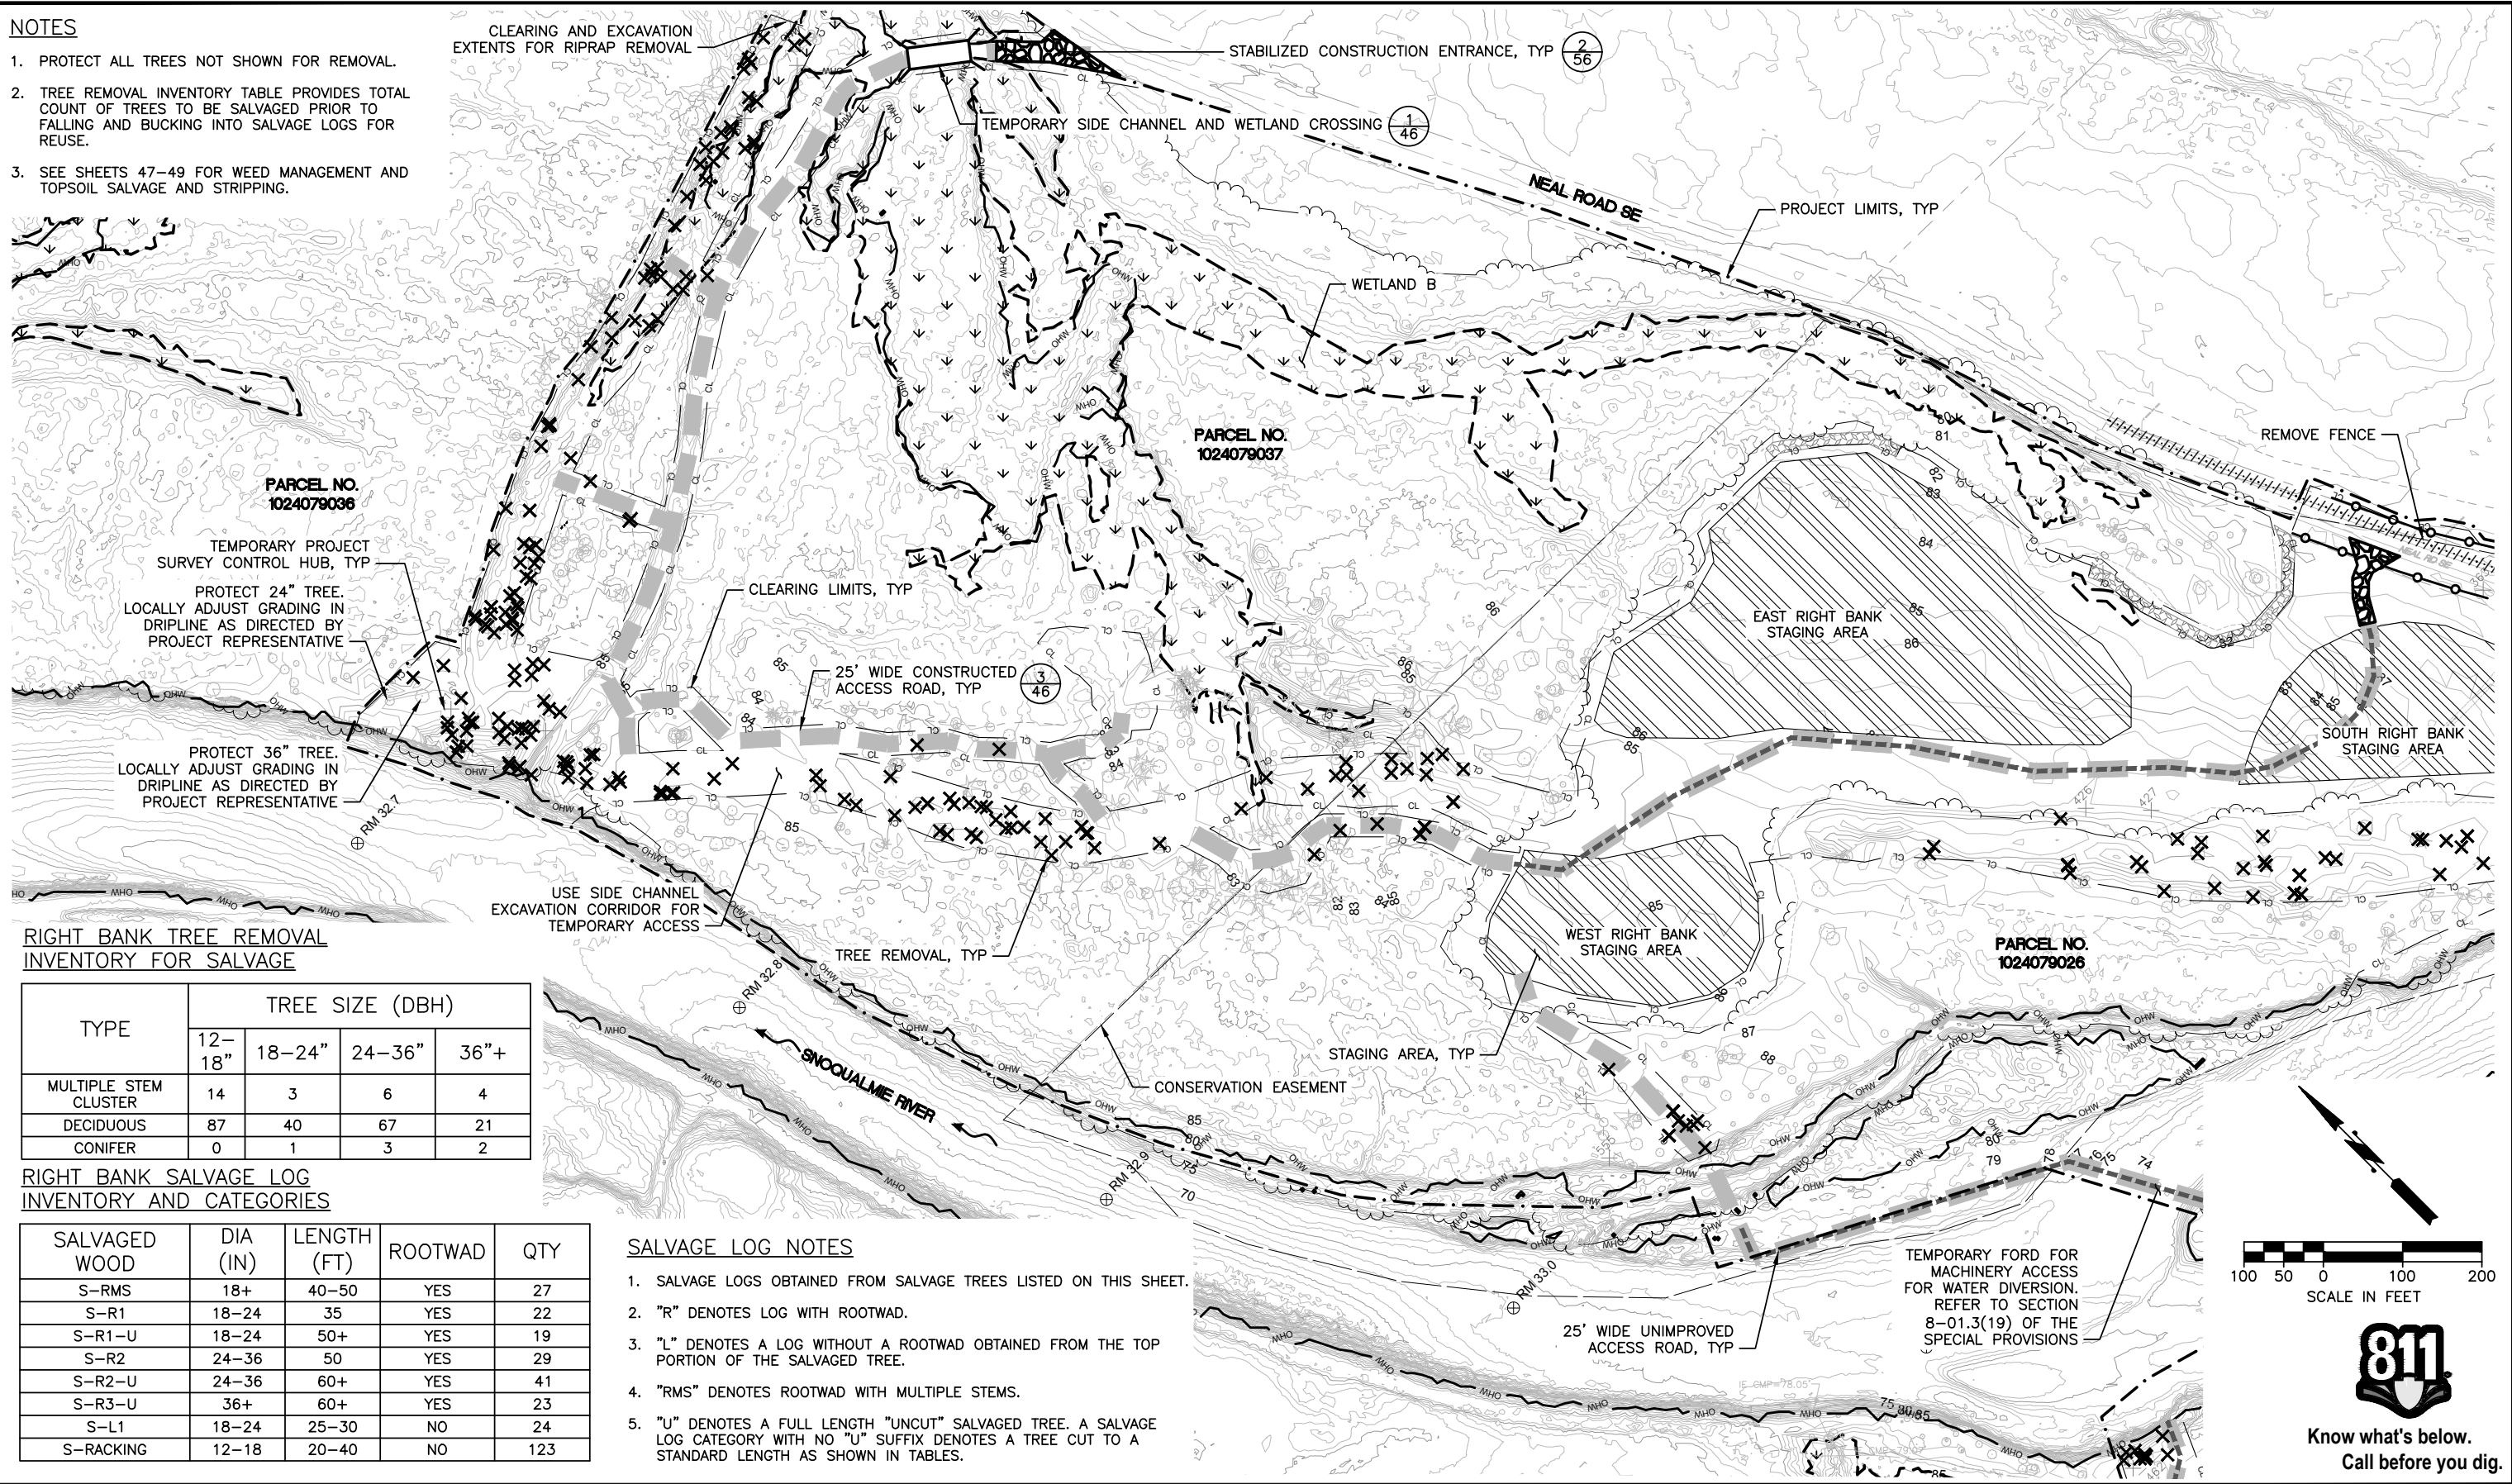 NOTES
1. PROTECT ALL TREES NOT SHOWN FOR REMOVAL.
2. TREE REMOVAL INVENTORY TABLE PROVIDES TOTAL
COUNT OF TREES TO BE SALVAGED PRIOR TO
FALLING AND BUCKING INTO SALVAGE LOGS FOR
REUSE.
3. SEE SHEETS 47-49 FOR WEED MANAGEMENT AND
TOPSOIL SALVAGE AND STRIPPING.
CLEARING AND EXCAVATION
EXTENTS FOR RIPRAP REMOVAL
STABILIZED CONSTRUCTION ENTRANCE, TYP
2
56
TEMPORARY SIDE CHANNEL AND WETLAND CROSSING
1
46
NEAL ROAD SE
PROJECT LIMITS, TYP
WETLAND B
PARCEL NO.
1024079037
REMOVE FENCE
PARCEL NO.
1024079036
TEMPORARY PROJECT
SURVEY CONTROL HUB, TYP
PROTECT 24" TREE.
LOCALLY ADJUST GRADING IN
DRIPLINE AS DIRECTED BY
PROJECT REPRESENTATIVE
CLEARING LIMITS, TYP
25' WIDE CONSTRUCTED
ACCESS ROAD, TYP
3
46
EAST RIGHT BANK
STAGING AREA
SOUTH RIGHT BANK
STAGING AREA
PROTECT 36" TREE.
LOCALLY ADJUST GRADING IN
DRIPLINE AS DIRECTED BY
PROJECT REPRESENTATIVE
RM 32.7
USE SIDE CHANNEL
EXCAVATION CORRIDOR FOR
TEMPORARY ACCESS
TREE REMOVAL, TYP
WEST RIGHT BANK
STAGING AREA
PARCEL NO.
1024079026
RM 32.8
SNOQUALMIE RIVER
STAGING AREA, TYP
CONSERVATION EASEMENT
RM 32.9
RM 33.0
25' WIDE UNIMPROVED
ACCESS ROAD, TYP
TEMPORARY FORD FOR
MACHINERY ACCESS
FOR WATER DIVERSION.
REFER TO SECTION
8-01.3(19) OF THE
SPECIAL PROVISIONS
RIGHT BANK TREE REMOVAL
INVENTORY FOR SALVAGE
TYPE TREE SIZE (DBH)
12-18" 18-24" 24-36" 36"+
MULTIPLE STEM CLUSTER 14 3 6 4
DECIDUOUS 87 40 67 21
CONIFER 0 1 3 2
RIGHT BANK SALVAGE LOG
INVENTORY AND CATEGORIES
SALVAGED WOOD DIA (IN) LENGTH (FT) ROOTWAD QTY
S-RMS 18+ 40-50 YES 27
S-R1 18-24 35 YES 22
S-R1-U 18-24 50+ YES 19
S-R2 24-36 50 YES 29
S-R2-U 24-36 60+ YES 41
S-R3-U 36+ 60+ YES 23
S-L1 18-24 25-30 NO 24
S-RACKING 12-18 20-40 NO 123
SALVAGE LOG NOTES
1. SALVAGE LOGS OBTAINED FROM SALVAGE TREES LISTED ON THIS SHEET.
2. "R" DENOTES LOG WITH ROOTWAD.
3. "L" DENOTES A LOG WITHOUT A ROOTWAD OBTAINED FROM THE TOP
PORTION OF THE SALVAGED TREE.
4. "RMS" DENOTES ROOTWAD WITH MULTIPLE STEMS.
5. "U" DENOTES A FULL LENGTH "UNCUT" SALVAGED TREE. A SALVAGE
LOG CATEGORY WITH NO "U" SUFFIX DENOTES A TREE CUT TO A
STANDARD LENGTH AS SHOWN IN TABLES.
100 50 0 100 200
SCALE IN FEET
811
Know what's below.
Call before you dig.